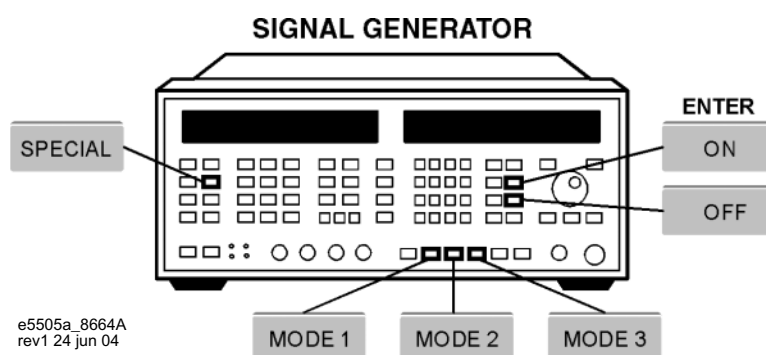 SIGNAL GENERATOR
ENTER
SPECIAL
ON
OFF
MODE 1
MODE 2
MODE 3
e5505a_8664A
rev1 24 jun 04